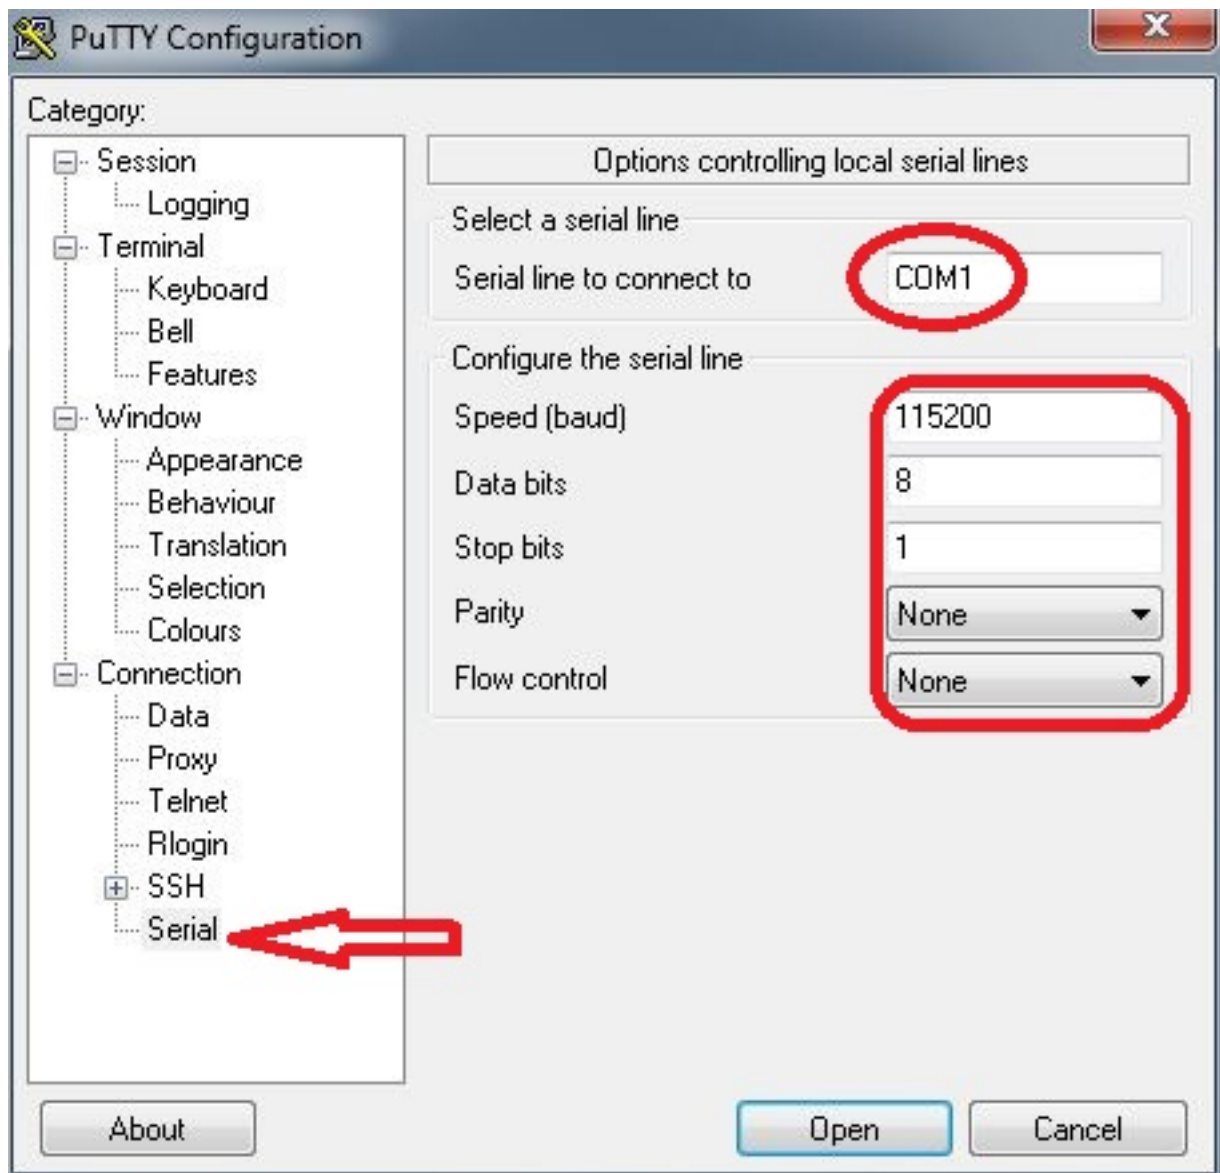 PuTTY Configuration
Category:
Session
Logging
Terminal
Keyboard
Bell
Features
Window
Appearance
Behaviour
Translation
Selection
Colours
Connection
Data
Proxy
Telnet
Rlogin
SSH
Serial
Options controlling local serial lines
Select a serial line
Serial line to connect to COM1
Configure the serial line
Speed (baud) 115200
Data bits 8
Stop bits 1
Parity None
Flow control None
About Open Cancel